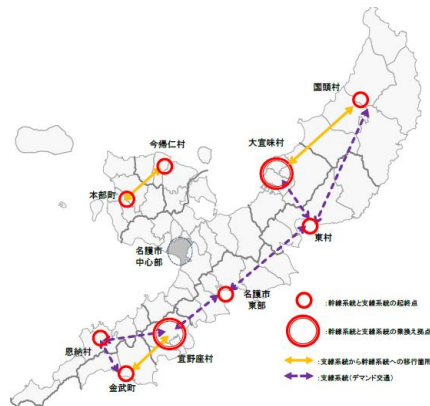 国頭村
大宜味村
今帰仁村
本部町
名護市
中心部
東村
名護市
東部
恩納村
宜野座村
金武町
:幹線系統と支線系統の起終点
:幹線系統と支線系統の乗換え拠点
:支線系統から幹線系統への移行箇所
:支線系統(デマンド交通)